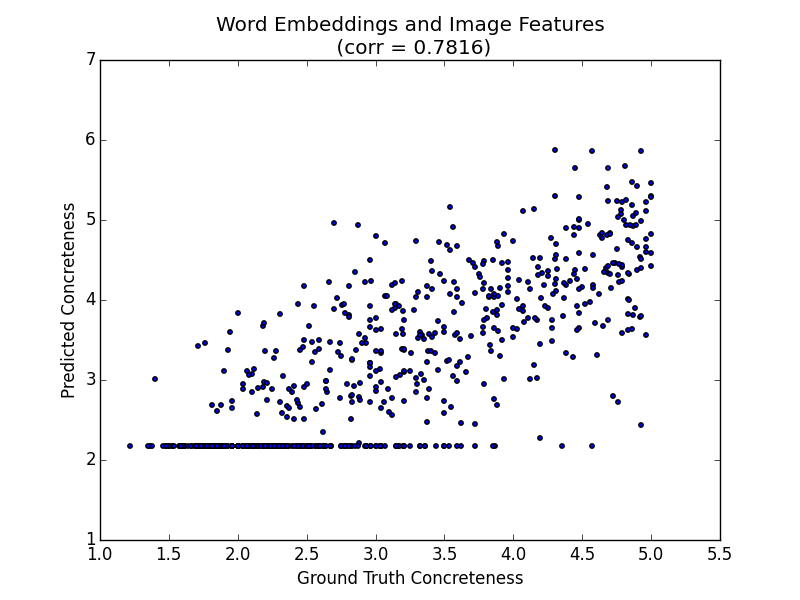 Word Embeddings and Image Features
(corr = 0.7816)
7
6
5
4
3
2
1
Predicted Concreteness
1.0 1.5 2.0 2.5 3.0 3.5 4.0 4.5 5.0 5.5
Ground Truth Concreteness